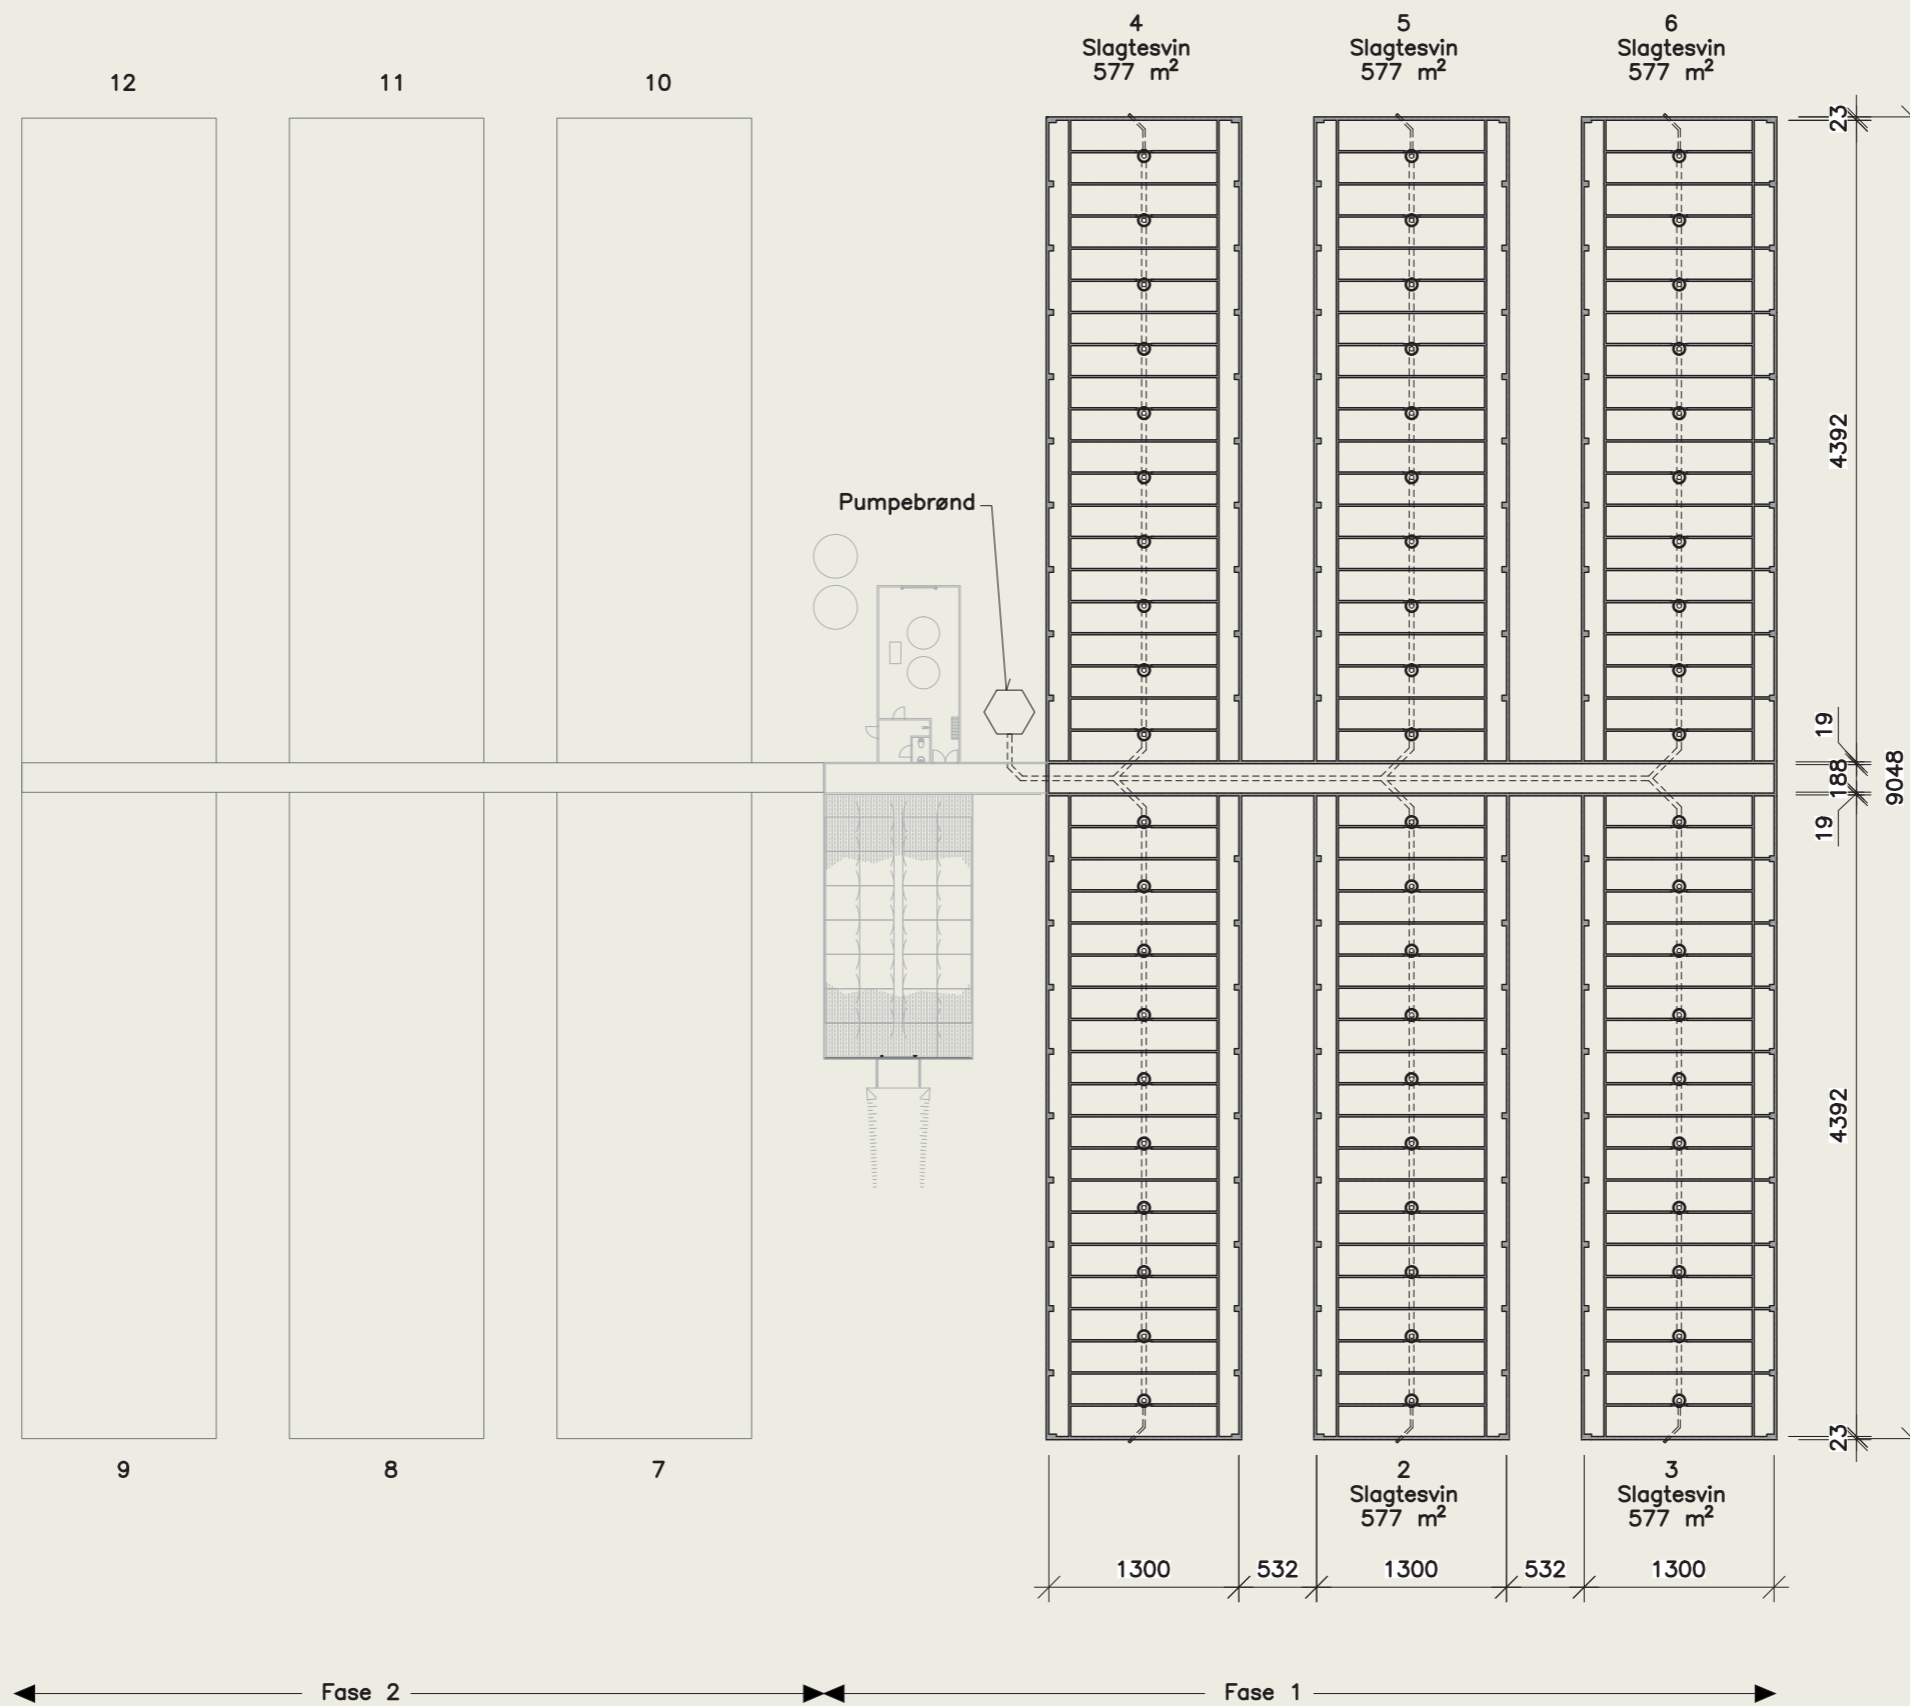 4
Slagtesvin
577 m²
5
Slagtesvin
577 m²
6
Slagtesvin
577 m²
12
11
10
23
4392
Pumpebrønd
19
188
9048
19
4392
23
9
8
7
2
Slagtesvin
577 m²
3
Slagtesvin
577 m²
1300
532
1300
532
1300
Fase 2
Fase 1